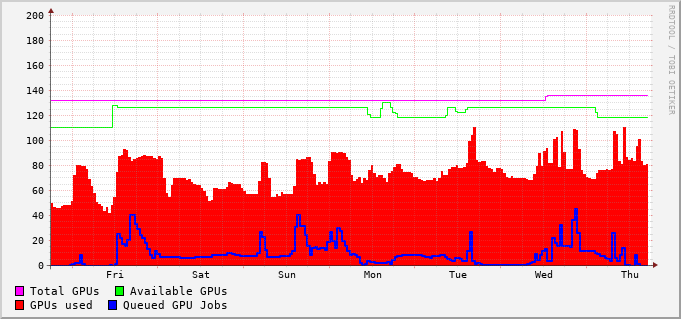 200
180
160
140
120
100
80
60
40
20
0
Fri Sat Sun Mon Tue Wed Thu
Total GPUs Available GPUs
GPUs used Queued GPU Jobs
RRDTOOL / TOBI OETIKER